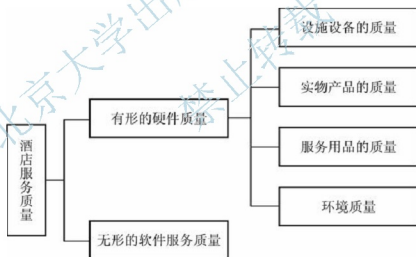 设施设备的质量
实物产品的质量
有形的硬件质量
酒店服务质量
服务用品的质量
环境质量
无形的软件服务质量
北京大学出
禁止转载